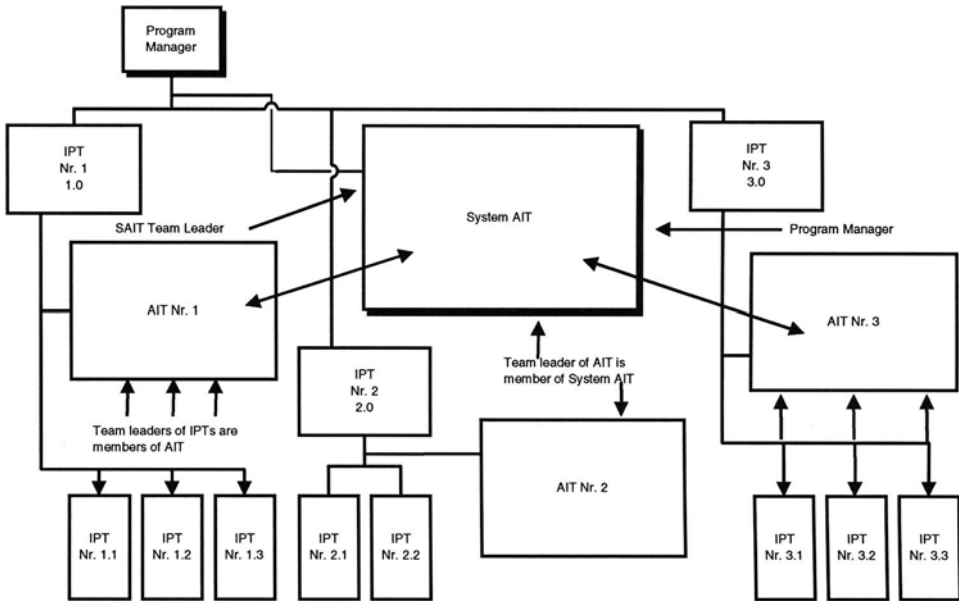 Program
Manager
IPT
Nr. 1
1.0
System AIT
IPT
Nr. 3
3.0
SAIT Team Leader
Program Manager
AIT Nr. 1
AIT Nr. 3
IPT
Nr. 2
2.0
Team leader of AIT is
member of System AIT
Team leaders of IPTs are
members of AIT
AIT Nr. 2
IPT
Nr. 1.1
IPT
Nr. 1.2
IPT
Nr. 1.3
IPT
Nr. 2.1
IPT
Nr. 2.2
IPT
Nr. 3.1
IPT
Nr. 3.2
IPT
Nr. 3.3